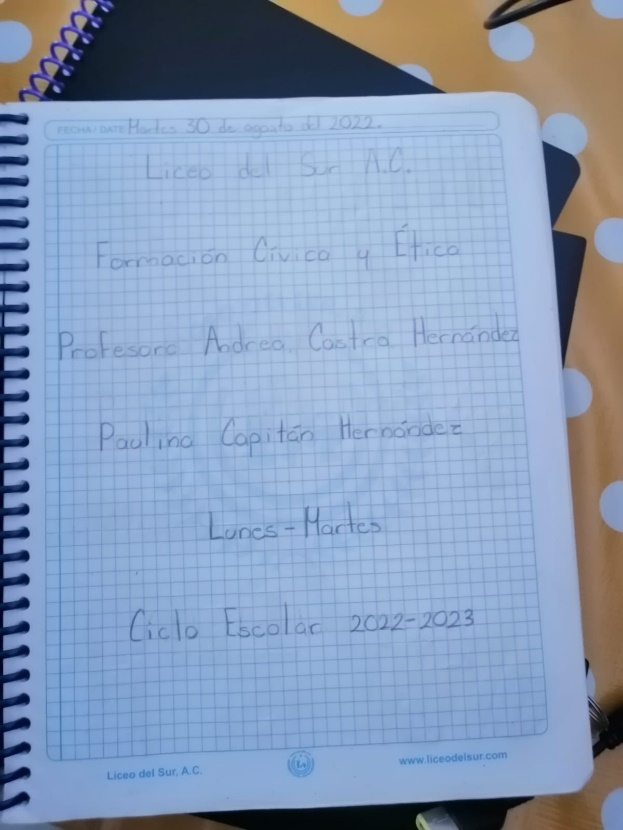 FECHA / DATE Martes 30 de agosto del 2022.
Liceo del Sur A.C.
Formación Cívica y Ética
Profesora Andrea Castro Hernández
Paulina Capitán Hernández
Lunes - Martes
Ciclo Escolar 2022-2023
Liceo del Sur, A.C.
www.liceodelsur.com